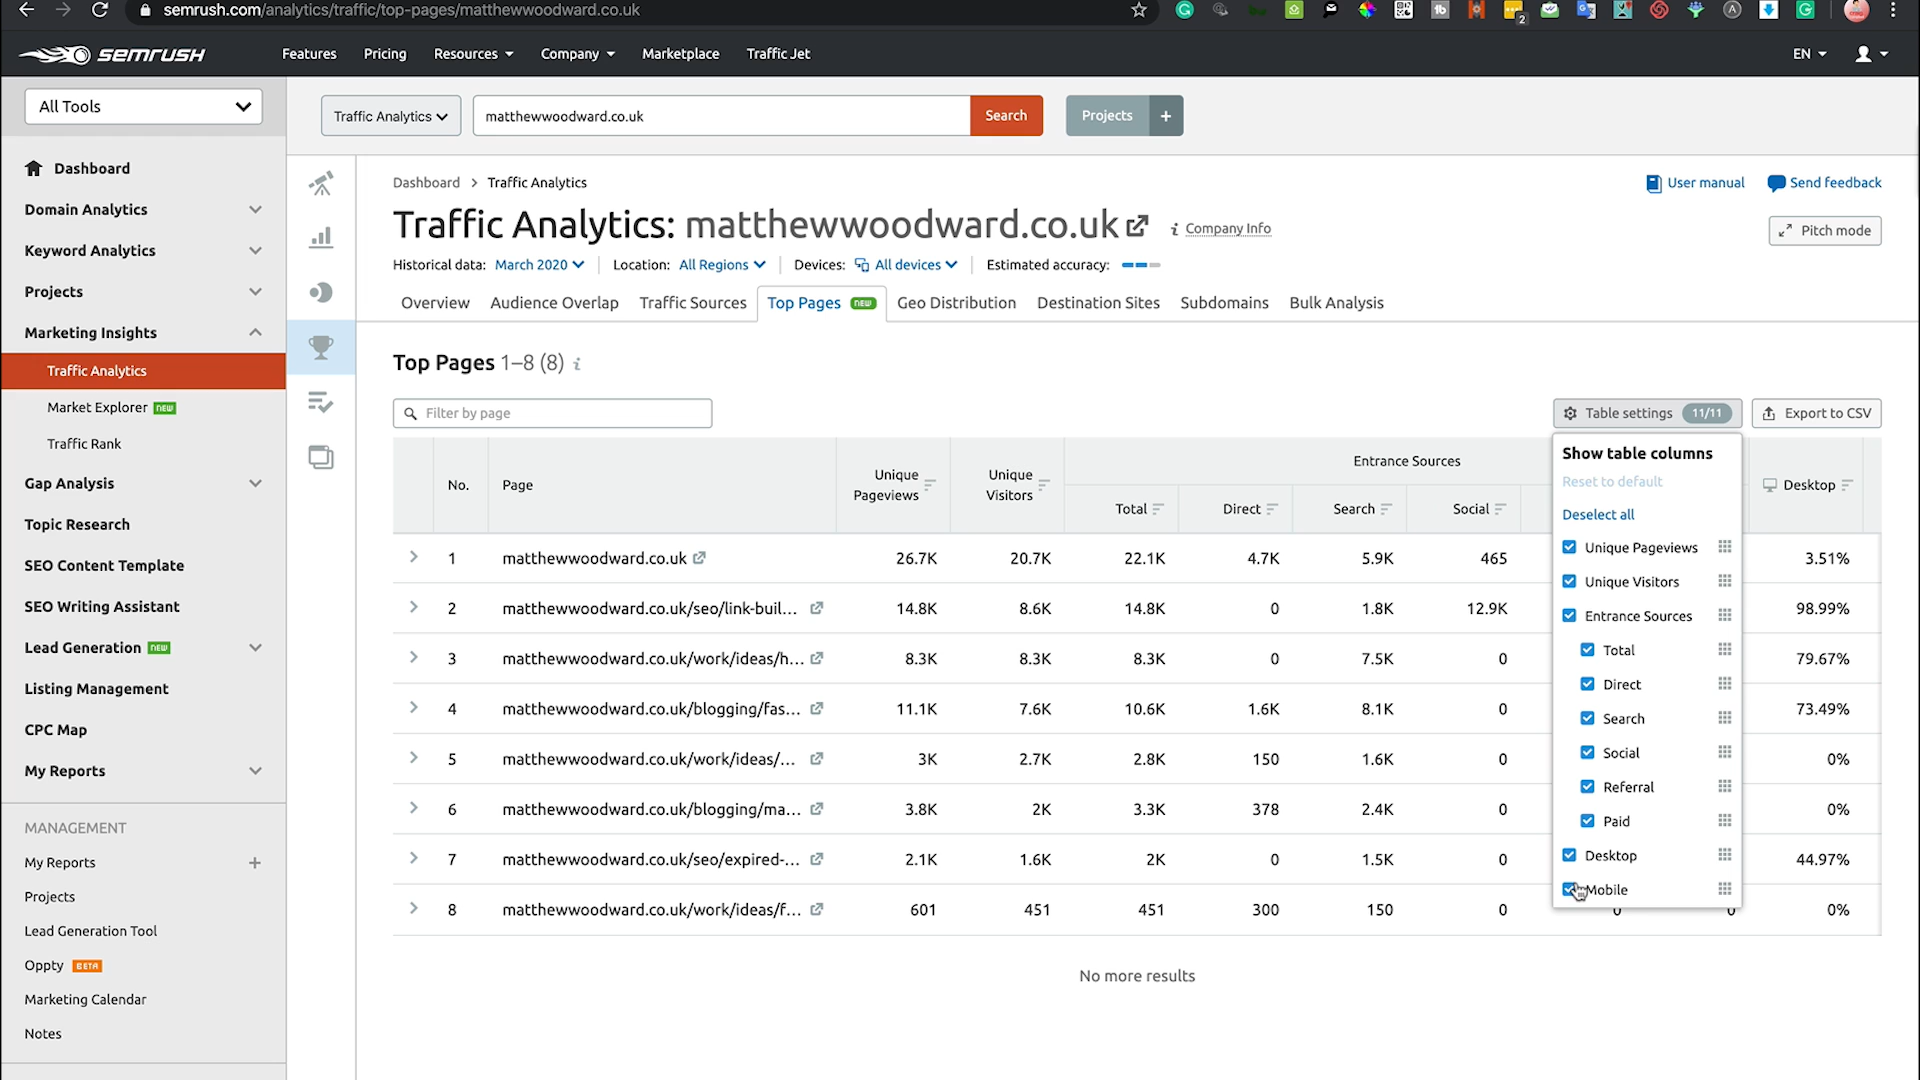 semrush.com/analytics/traffic/top-pages/matthewwoodward.co.uk
2
SEMRUSH
Features
Pricing
Resources
Company
Marketplace
Traffic Jet
EN
All Tools
Dashboard
Domain Analytics
Keyword Analytics
Projects
Marketing Insights
Traffic Analytics
Market Explorer NEW
Traffic Rank
Gap Analysis
Topic Research
SEO Content Template
SEO Writing Assistant
Lead Generation NEW
Listing Management
CPC Map
My Reports
MANAGEMENT
My Reports +
Projects
Lead Generation Tool
Oppty BETA
Marketing Calendar
Notes
Traffic Analytics
matthewwoodward.co.uk
Search
Projects +
Dashboard > Traffic Analytics
User manual
Send feedback
Traffic Analytics: matthewwoodward.co.uk
i Company Info
Pitch mode
Historical data: March 2020
Location: All Regions
Devices: All devices
Estimated accuracy:
Overview
Audience Overlap
Traffic Sources
Top Pages NEW
Geo Distribution
Destination Sites
Subdomains
Bulk Analysis
Top Pages 1–8 (8) i
Filter by page
Table settings 11/11
Export to CSV
No.
Page
Unique Pageviews
Unique Visitors
Entrance Sources
Total
Direct
Search
Social
Desktop
1 matthewwoodward.co.uk 26.7K 20.7K 22.1K 4.7K 5.9K 465 3.51%
2 matthewwoodward.co.uk/seo/link-buil... 14.8K 8.6K 14.8K 0 1.8K 12.9K 98.99%
3 matthewwoodward.co.uk/work/ideas/h... 8.3K 8.3K 8.3K 0 7.5K 0 79.67%
4 matthewwoodward.co.uk/blogging/fas... 11.1K 7.6K 10.6K 1.6K 8.1K 0 73.49%
5 matthewwoodward.co.uk/work/ideas/... 3K 2.7K 2.8K 150 1.6K 0 0%
6 matthewwoodward.co.uk/blogging/ma... 3.8K 2K 3.3K 378 2.4K 0 0%
7 matthewwoodward.co.uk/seo/expired-... 2.1K 1.6K 2K 0 1.5K 0 44.97%
8 matthewwoodward.co.uk/work/ideas/f... 601 451 451 300 150 0 0 0 0%
No more results
Show table columns
Reset to default
Deselect all
Unique Pageviews
Unique Visitors
Entrance Sources
Total
Direct
Search
Social
Referral
Paid
Desktop
Mobile